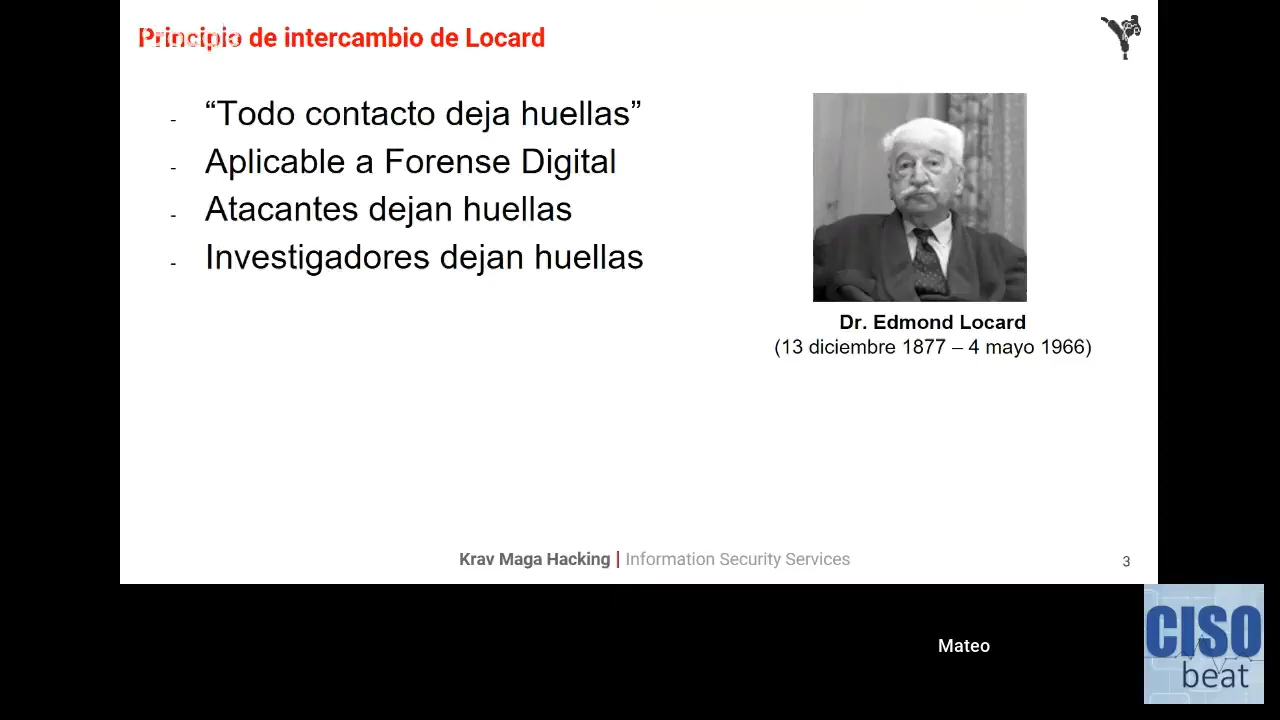 Principio de intercambio de Locard
- “Todo contacto deja huellas”
- Aplicable a Forense Digital
- Atacantes dejan huellas
- Investigadores dejan huellas
Dr. Edmond Locard
(13 diciembre 1877 – 4 mayo 1966)
Krav Maga Hacking | Information Security Services
3
Mateo
CISO
beat